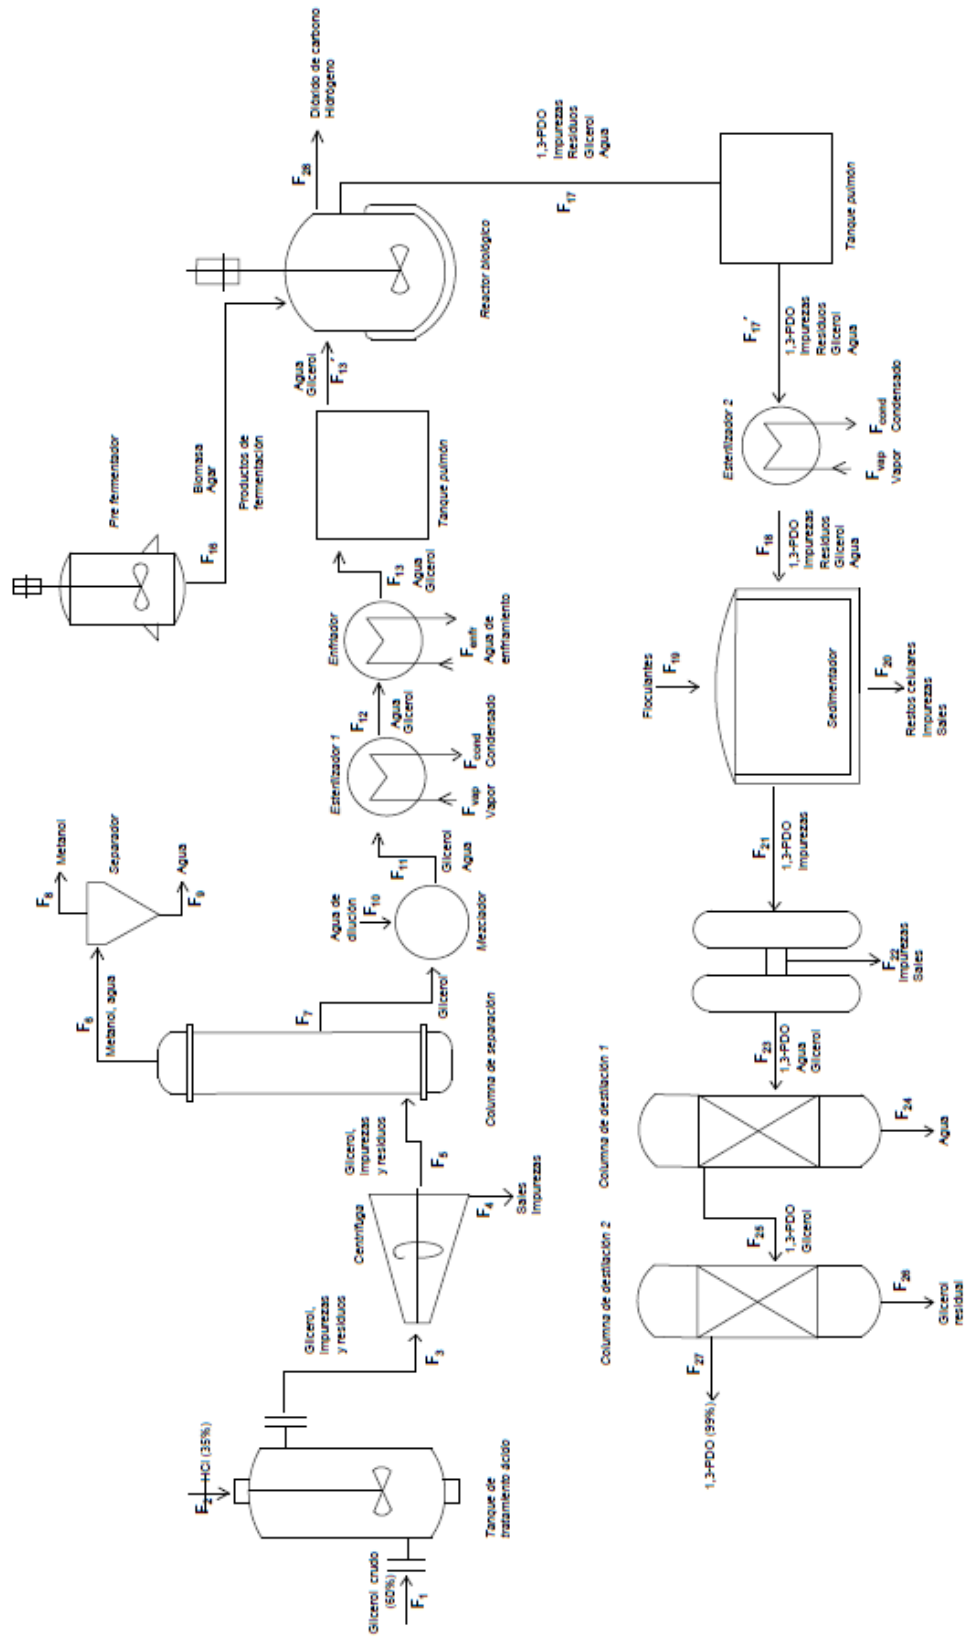 Glicerol crudo
(60%)
F1
F2
HCl (35%)
Tanque de
tratamiento ácido
Glicerol,
impurezas
y residuos
F3
Centrífuga
F4
Sales
Impurezas
Glicerol,
impurezas
y residuos
F5
Columna de separación
F6
Metanol, agua
F7
Glicerol
Separador
F8
Metanol
F9
Agua
Agua de
dilución
F10
Mezclador
F11
Glicerol
Agua
Esterilizador 1
Fvap
Vapor
Fcond
Condensado
F12
Agua
Glicerol
Enfriador
Fenfr
Agua de
enfriamiento
F13
Agua
Glicerol
Tanque pulmón
Agua
Glicerol
F13´´
Pre fermentador
F16
Biomasa
Agar
Productos de
fermentación
Reactor biológico
F28
Dióxido de carbono
Hidrógeno
F17
1,3-PDO
Impurezas
Residuos
Glicerol
Agua
Tanque pulmón
F17´
1,3-PDO
Impurezas
Residuos
Glicerol
Agua
Esterilizador 2
Fvap
Vapor
Fcond
Condensado
F18
1,3-PDO
Impurezas
Residuos
Glicerol
Agua
Floculantes
F19
Sedimentador
F20
Restos celulares
Impurezas
Sales
F21
1,3-PDO
Impurezas
F22
Impurezas
Sales
F23
1,3-PDO
Agua
Glicerol
Columna de destilación 1
F24
Agua
F25
1,3-PDO
Glicerol
Columna de destilación 2
F26
Glicerol
residual
F27
1,3-PDO (99%)